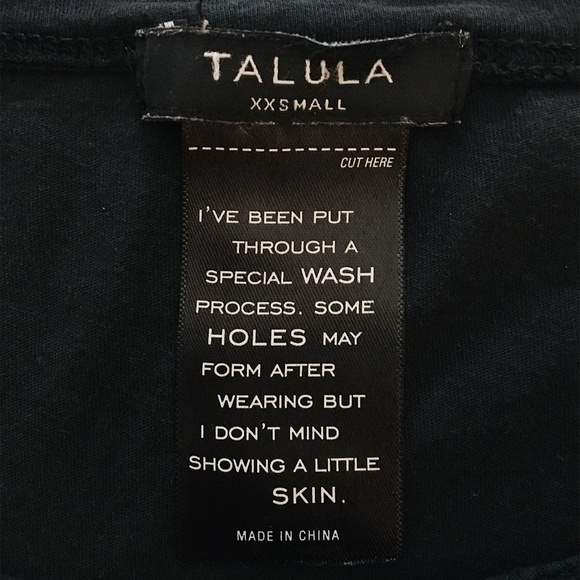 TALULA
XXSMALL
CUT HERE
I'VE BEEN PUT
THROUGH A
SPECIAL WASH
PROCESS. SOME
HOLES MAY
FORM AFTER
WEARING BUT
I DON'T MIND
SHOWING A LITTLE
SKIN.
MADE IN CHINA